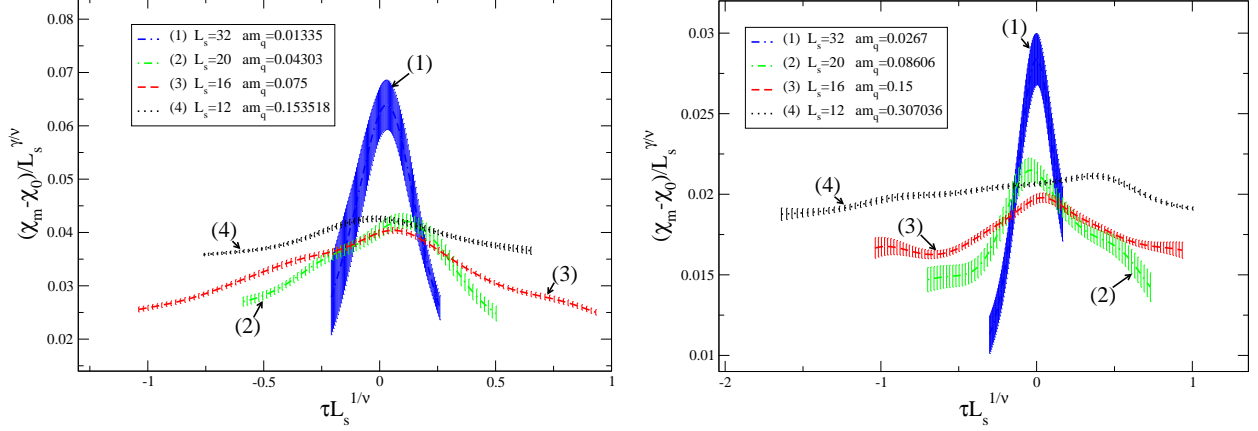 0.08
0.07
0.06
0.05
0.04
0.03
0.02
(χ_m-χ_0)/L_s^{γ/ν}
(1) L_s=32 am_q=0.01335
(2) L_s=20 am_q=0.04303
(3) L_s=16 am_q=0.075
(4) L_s=12 am_q=0.153518
(1)
(4)
(3)
(2)
-1 -0.5 0 0.5 1
τL_s^{1/ν}
0.03
0.025
0.02
0.015
0.01
(χ_m-χ_0)/L_s^{γ/ν}
(1) L_s=32 am_q=0.0267
(2) L_s=20 am_q=0.08606
(3) L_s=16 am_q=0.15
(4) L_s=12 am_q=0.307036
(1)
(4)
(3)
(2)
-2 -1 0 1
τL_s^{1/ν}